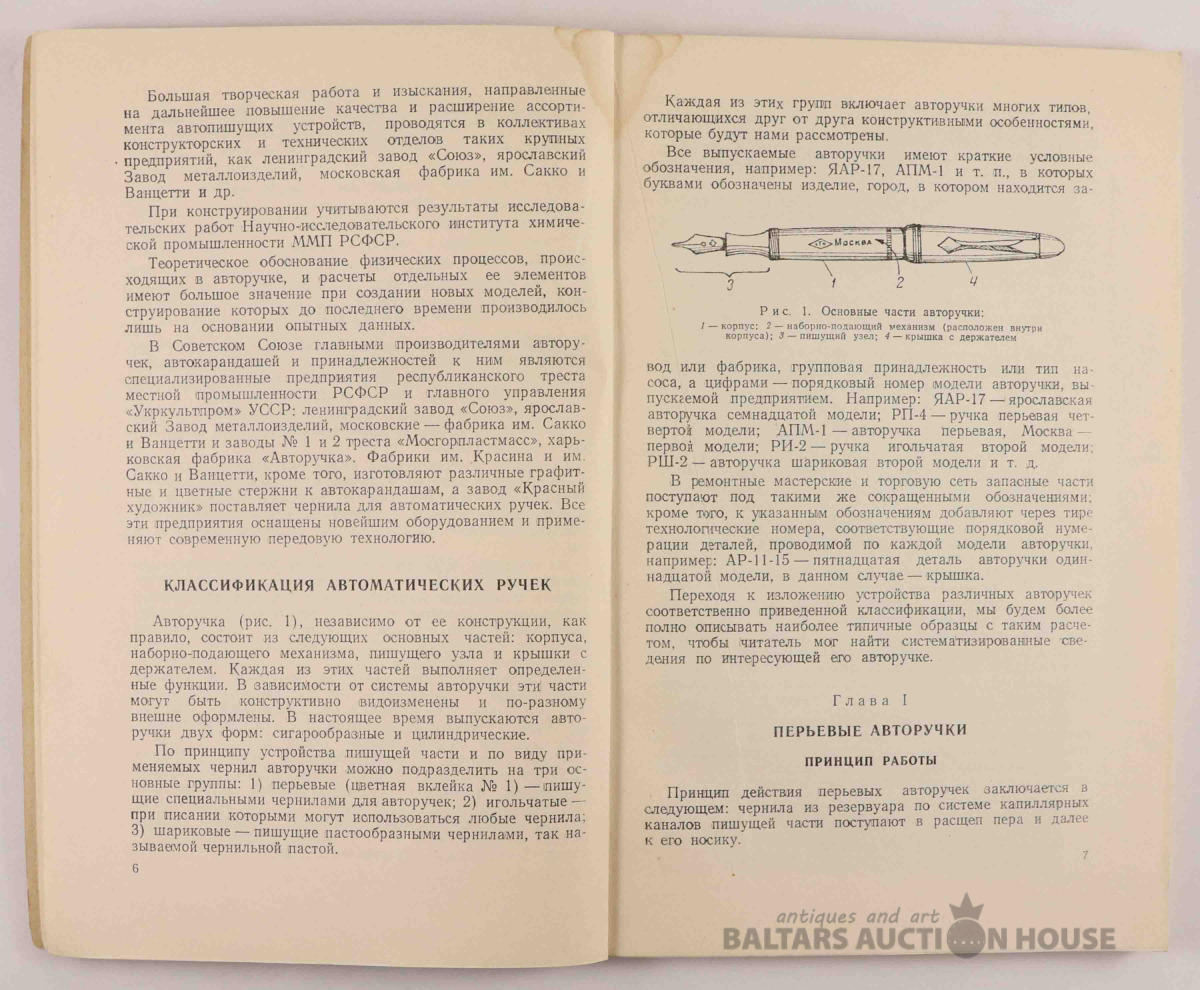 Большая творческая работа и изыскания, направленные
на дальнейшее повышение качества и расширение ассорти-
мента автопишущих устройств, проводятся в коллективах
конструкторских и технических отделов таких крупных
предприятий, как ленинградский завод «Союз», ярославский
Завод металлоизделий, московская фабрика им. Сакко и
Ванцетти и др.
При конструировании учитываются результаты исследова-
тельских работ Научно-исследовательского института химиче-
ской промышленности ММП РСФСР.
Теоретическое обоснование физических процессов, проис-
ходящих в авторучке, и расчеты отдельных ее элементов
имеют большое значение при создании новых моделей, кон-
струирование которых до последнего времени производилось
лишь на основании опытных данных.
В Советском Союзе главными производителями автору-
чек, автокарандашей и принадлежностей к ним являются
специализированные предприятия республиканского треста
местной промышленности РСФСР и главного управления
«Укркультпром» УССР: ленинградский завод «Союз», ярослав-
ский Завод металлоизделий, московские — фабрика им. Сакко
и Ванцетти и заводы № 1 и 2 треста «Мосгорпластмасс», харь-
ковская фабрика «Авторучка». Фабрики им. Красина и им.
Сакко и Ванцетти, кроме того, изготовляют различные графит-
ные и цветные стержни к автокарандашам, а завод «Красный
художник» поставляет чернила для автоматических ручек. Все
эти предприятия оснащены новейшим оборудованием и приме-
няют современную передовую технологию.
КЛАССИФИКАЦИЯ АВТОМАТИЧЕСКИХ РУЧЕК
Авторучка (рис. 1), независимо от ее конструкции, как
правило, состоит из следующих основных частей: корпуса,
наборно-подающего механизма, пишущего узла и крышки с
держателем. Каждая из этих частей выполняет определен-
ные функции. В зависимости от системы авторучки эти части
могут быть конструктивно видоизменены и по-разному
внешне оформлены. В настоящее время выпускаются авто-
ручки двух форм: сигарообразные и цилиндрические.
По принципу устройства пишущей части и по виду при-
меняемых чернил авторучки можно подразделить на три ос-
новные группы: 1) перьевые (цветная вклейка № 1) — пишу-
щие специальными чернилами для авторучек; 2) игольчатые —
при писании которыми могут использоваться любые чернила;
3) шариковые — пишущие пастообразными чернилами, так на-
зываемой чернильной пастой.
6
Каждая из этих групп включает авторучки многих типов,
отличающихся друг от друга конструктивными особенностями,
которые будут нами рассмотрены.
Все выпускаемые авторучки имеют краткие условные
обозначения, например: ЯАР-17, АПМ-1 и т. п., в которых
буквами обозначены изделие, город, в котором находится за-
Москва
3 1 2 4
Рис. 1. Основные части авторучки:
1 — корпус; 2 — наборно-подающий механизм (расположен внутри
корпуса); 3 — пишущий узел; 4 — крышка с держателем
вод или фабрика, групповая принадлежность или тип на-
соса, а цифрами — порядковый номер модели авторучки, вы-
пускаемой предприятием. Например: ЯАР-17 — ярославская
авторучка семнадцатой модели; РП-4 — ручка перьевая чет-
вертой модели; АПМ-1 — авторучка перьевая, Москва —
первой модели; РИ-2 — ручка игольчатая второй модели;
РШ-2 — авторучка шариковая второй модели и т. д.
В ремонтные мастерские и торговую сеть запасные части
поступают под такими же сокращенными обозначениями;
кроме того, к указанным обозначениям добавляют через тире
технологические номера, соответствующие порядковой нуме-
рации деталей, проводимой по каждой модели авторучки,
например: АР-11-15 — пятнадцатая деталь авторучки один-
надцатой модели, в данном случае — крышка.
Переходя к изложению устройства различных авторучек
соответственно приведенной классификации, мы будем более
полно описывать наиболее типичные образцы с таким расче-
том, чтобы читатель мог найти систематизированные све-
дения по интересующей его авторучке.
Глава I
ПЕРЬЕВЫЕ АВТОРУЧКИ
ПРИНЦИП РАБОТЫ
Принцип действия перьевых авторучек заключается в
следующем: чернила из резервуара по системе капиллярных
каналов пишущей части поступают в расщеп пера и далее
к его носику.
7
antiques and art
BALTARS AUCTION HOUSE